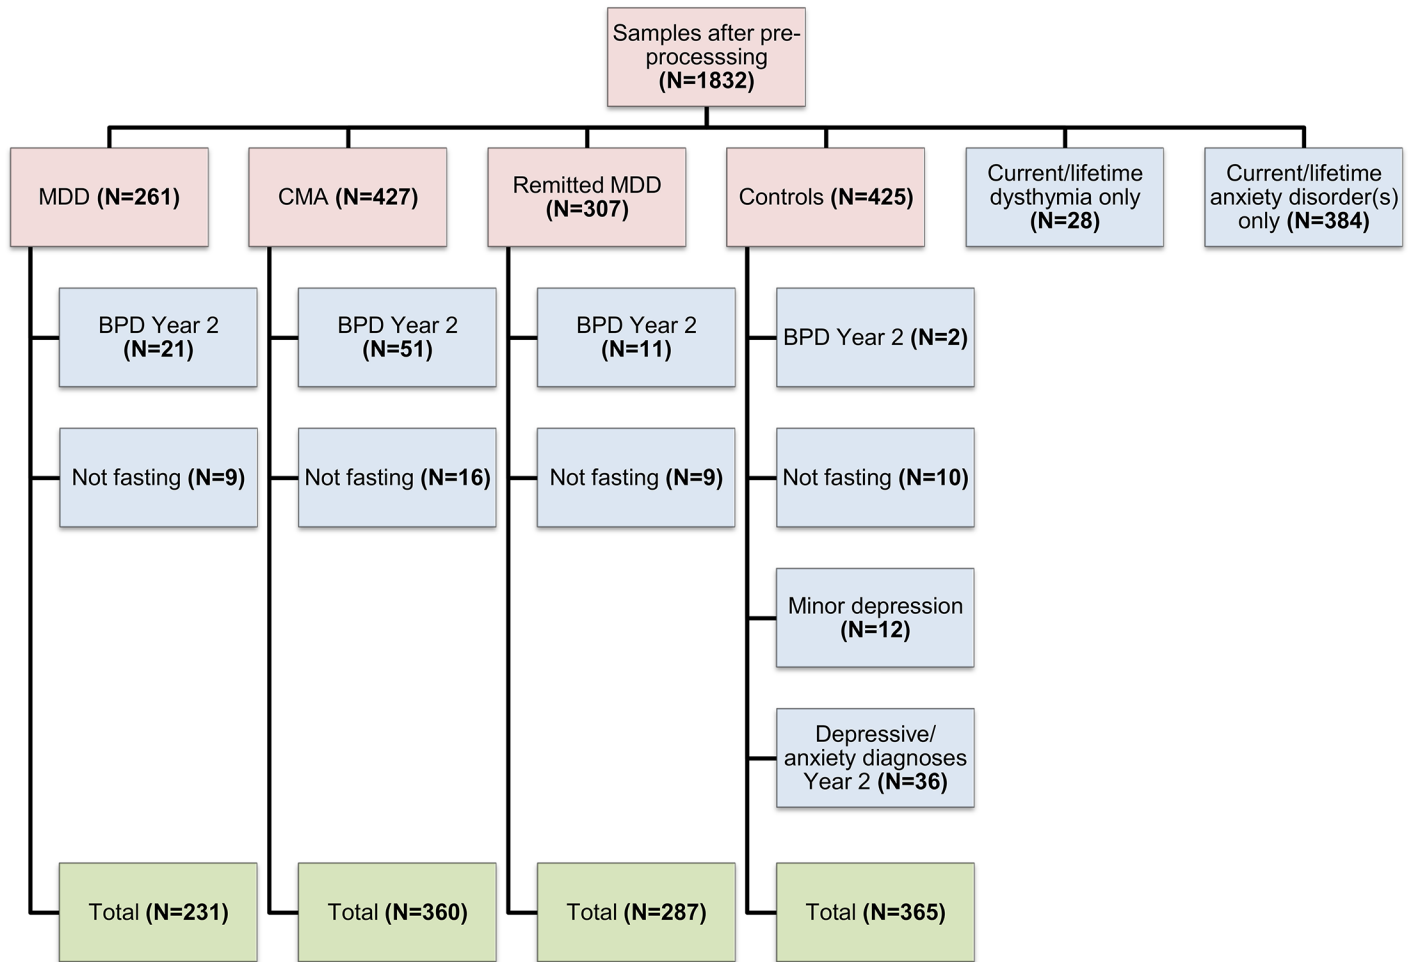 Samples after pre-
processsing
(N=1832)
MDD (N=261)
CMA (N=427)
Remitted MDD
(N=307)
Controls (N=425)
Current/lifetime
dysthymia only
(N=28)
Current/lifetime
anxiety disorder(s)
only (N=384)
BPD Year 2
(N=21)
BPD Year 2
(N=51)
BPD Year 2
(N=11)
BPD Year 2 (N=2)
Not fasting (N=9)
Not fasting (N=16)
Not fasting (N=9)
Not fasting (N=10)
Minor depression
(N=12)
Depressive/
anxiety diagnoses
Year 2 (N=36)
Total (N=231)
Total (N=360)
Total (N=287)
Total (N=365)